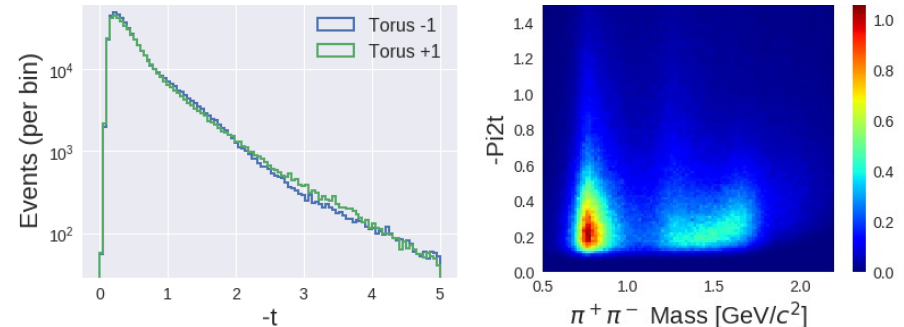 Torus -1
Torus +1
Events (per bin)
10^4
10^3
10^2
0 1 2 3 4 5
-t
-Pi2t
1.4
1.2
1.0
0.8
0.6
0.4
0.2
0.0
0.5 1.0 1.5 2.0
π⁺π⁻ Mass [GeV/c²]
1.0
0.8
0.6
0.4
0.2
0.0